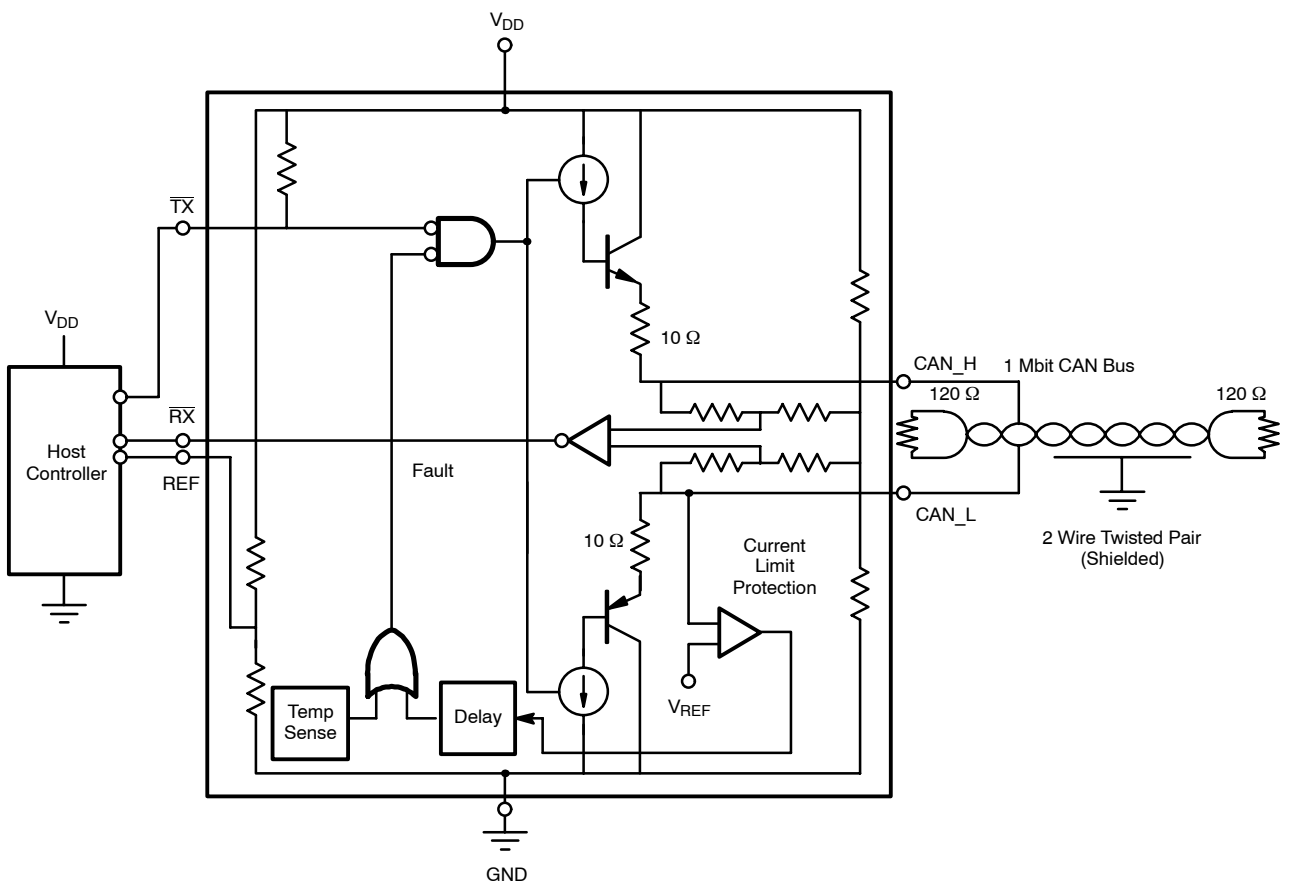 VDD
TX
VDD
10 Ω
CAN_H
1 Mbit CAN Bus
120 Ω
120 Ω
RX
Host
Controller
Fault
REF
CAN_L
10 Ω
Current
Limit
Protection
2 Wire Twisted Pair
(Shielded)
Temp
Sense
Delay
VREF
GND